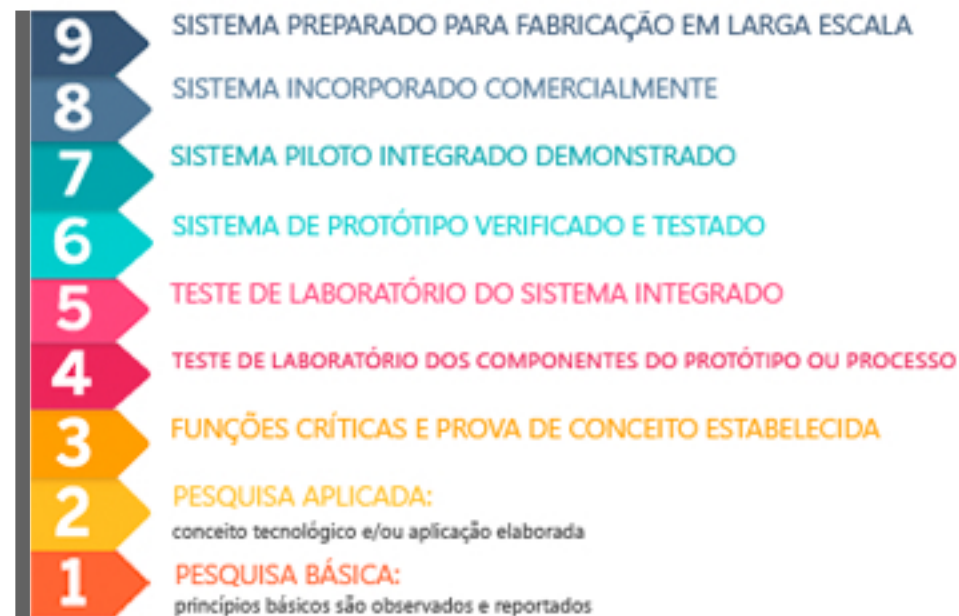 9 SISTEMA PREPARADO PARA FABRICAÇÃO EM LARGA ESCALA
8 SISTEMA INCORPORADO COMERCIALMENTE
7 SISTEMA PILOTO INTEGRADO DEMONSTRADO
6 SISTEMA DE PROTÓTIPO VERIFICADO E TESTADO
5 TESTE DE LABORATÓRIO DO SISTEMA INTEGRADO
4 TESTE DE LABORATÓRIO DOS COMPONENTES DO PROTÓTIPO OU PROCESSO
3 FUNÇÕES CRÍTICAS E PROVA DE CONCEITO ESTABELECIDA
2 PESQUISA APLICADA:
conceito tecnológico e/ou aplicação elaborada
1 PESQUISA BÁSICA:
princípios básicos são observados e reportados